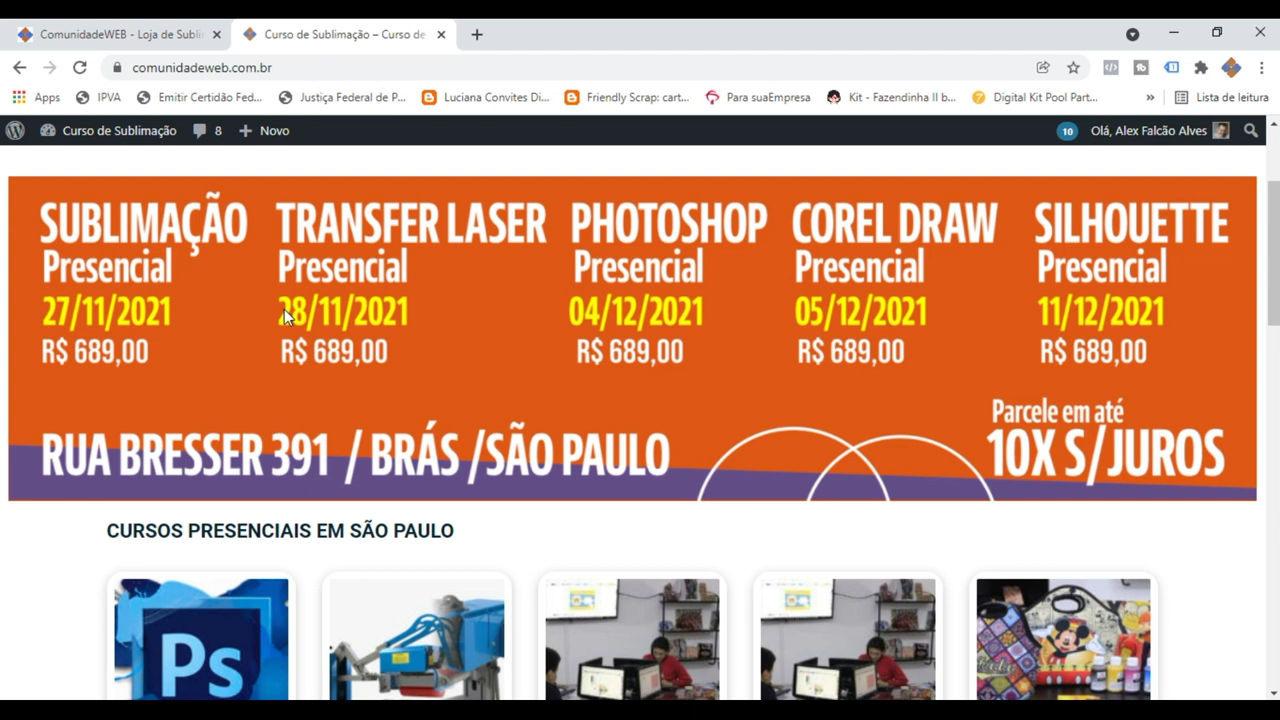 ComunidadeWEB - Loja de Subli
Curso de Sublimação – Curso de
comunidadeweb.com.br
Apps
IPVA
Emitir Certidão Fed...
Justiça Federal de P...
Luciana Convites Di...
Friendly Scrap: cart...
Para suaEmpresa
Kit - Fazendinha II b...
Digital Kit Pool Part...
»
Lista de leitura
Curso de Sublimação
8
Novo
10
Olá, Alex Falcão Alves
SUBLIMAÇÃO
Presencial
27/11/2021
R$ 689,00
TRANSFER LASER
Presencial
28/11/2021
R$ 689,00
PHOTOSHOP
Presencial
04/12/2021
R$ 689,00
COREL DRAW
Presencial
05/12/2021
R$ 689,00
SILHOUETTE
Presencial
11/12/2021
R$ 689,00
RUA BRESSER 391 / BRÁS /SÃO PAULO
Parcele em até
10X S/JUROS
CURSOS PRESENCIAIS EM SÃO PAULO
Ps